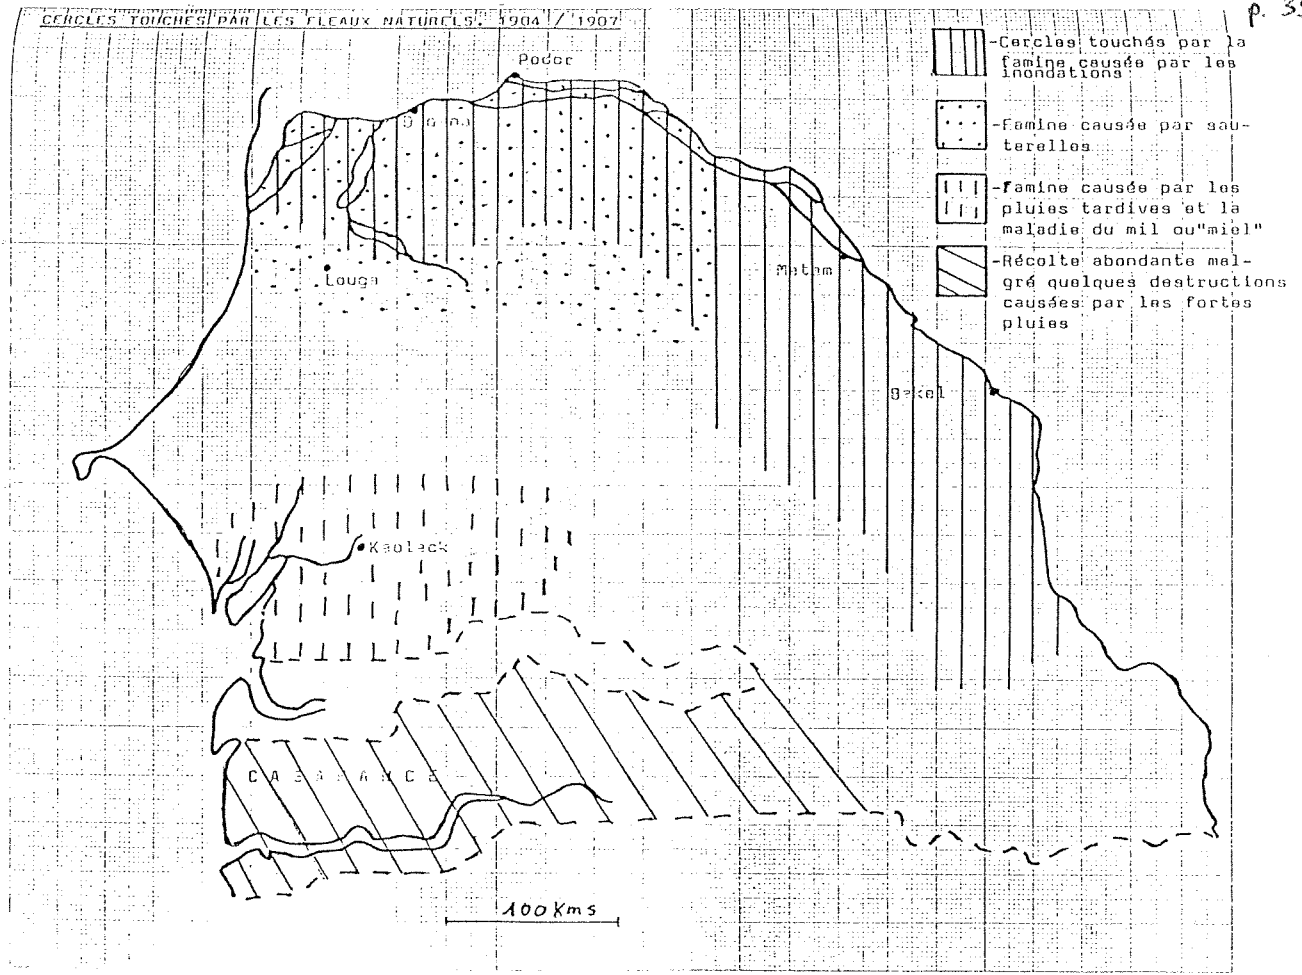 CERCLES TOUCHÉS PAR LES FLEAUX NATURELS. 1904 / 1907
-Cercles touchés par la
famine causée par les
inondations
-Famine causée par sau-
terelles
-famine causée par les
pluies tardives et la
maladie du mil ou"miel"
-Récolte abondante mal-
gré quelques destructions
causées par les fortes
pluies
Podor
Louga
Matam
Bakel
Kaolack
CASAMANCE
100 Kms